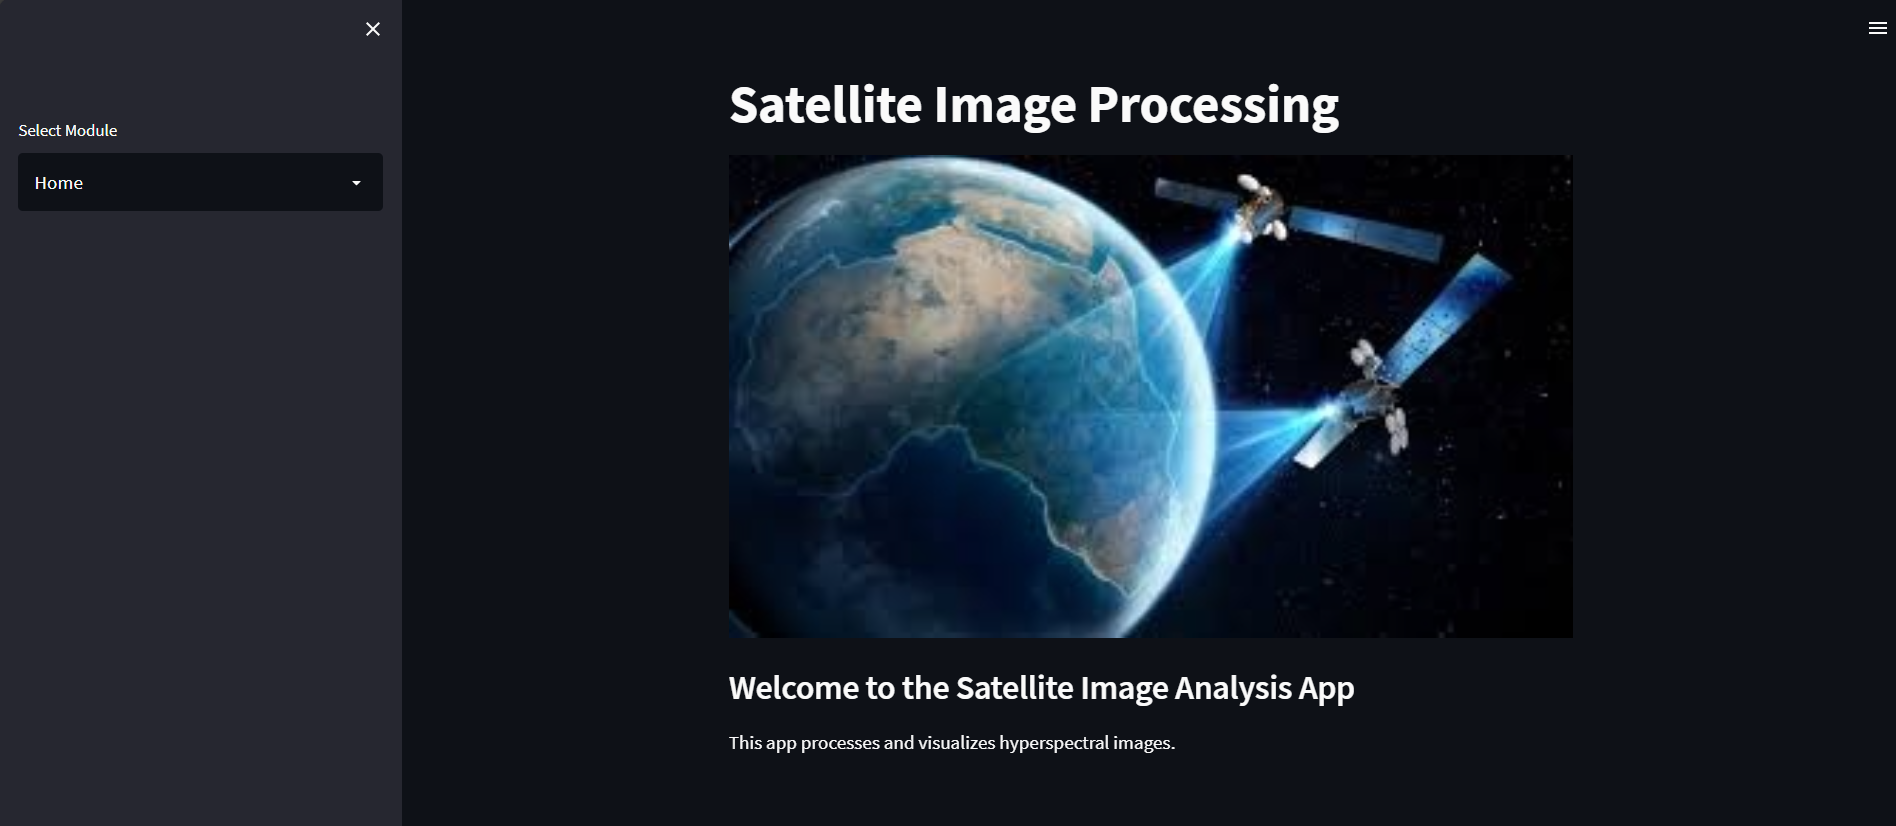 Select Module
Home
Satellite Image Processing
Welcome to the Satellite Image Analysis App
This app processes and visualizes hyperspectral images.